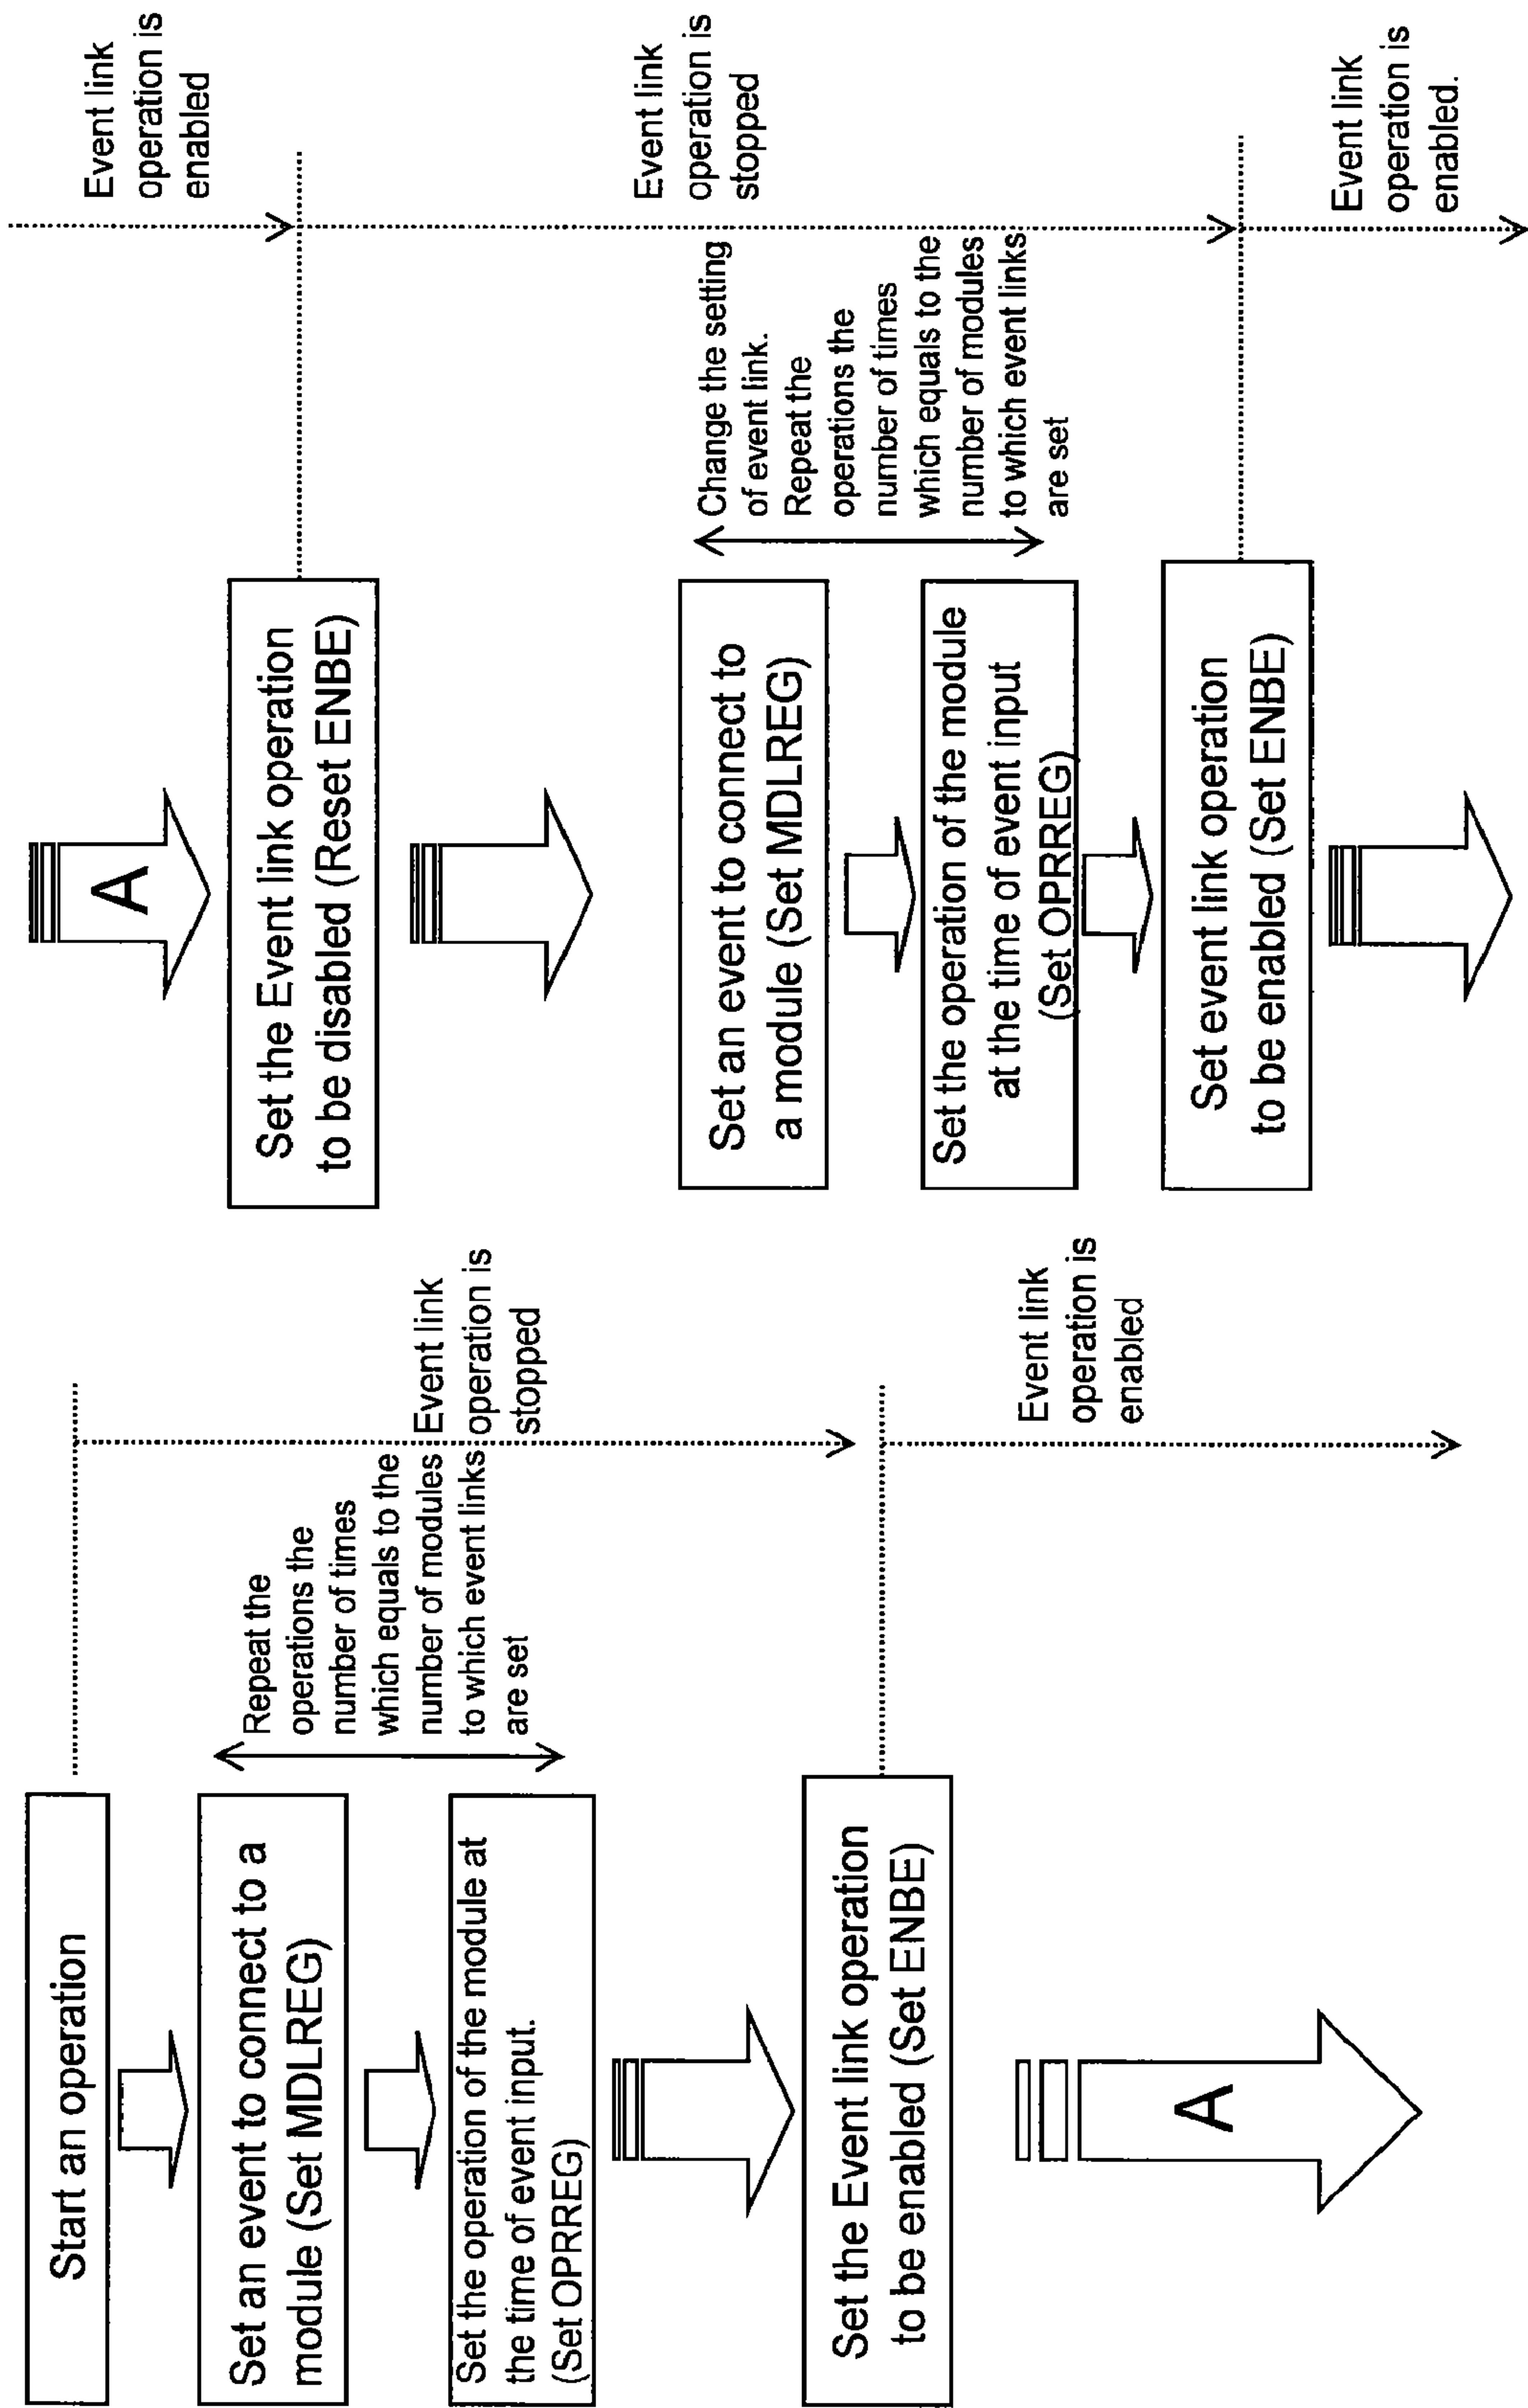 Start an operation
Set an event to connect to a
module (Set MDLREG)
Set the operation of the module at
the time of event input.
(Set OPRREG)
Repeat the
operations the
number of times
which equals to the
number of modules
to which event links
are set
Event link
operation is
stopped
Set the Event link operation
to be enabled (Set ENBE)
Event link
operation is
enabled
A
A
Event link
operation is
enabled
Set the Event link operation
to be disabled (Reset ENBE)
Event link
operation is
stopped
Set an event to connect to
a module (Set MDLREG)
Set the operation of the module
at the time of event input
(Set OPRREG)
Change the setting
of event link.
Repeat the
operations the
number of times
which equals to the
number of modules
to which event links
are set
Set event link operation
to be enabled (Set ENBE)
Event link
operation is
enabled.